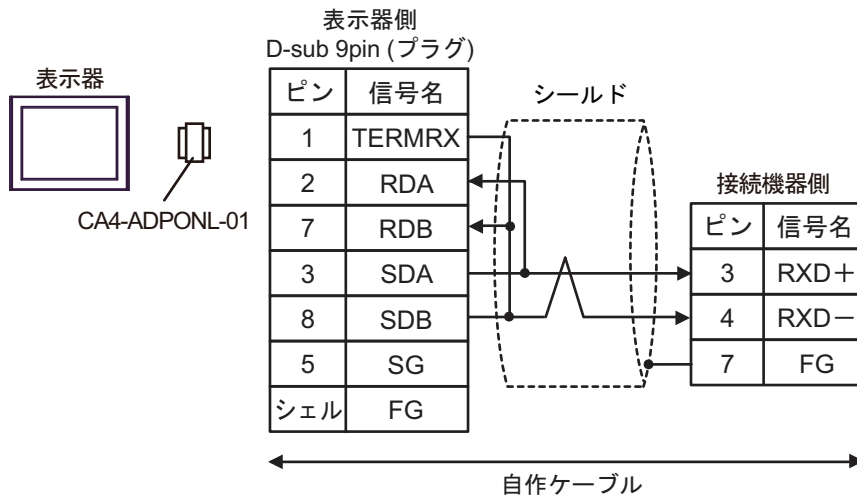 表示器側
D-sub 9pin (プラグ)
表示器
CA4-ADPONL-01
ピン 信号名
1 TERMRX
2 RDA
7 RDB
3 SDA
8 SDB
5 SG
シェル FG
シールド
接続機器側
ピン 信号名
3 RXD＋
4 RXD－
7 FG
自作ケーブル